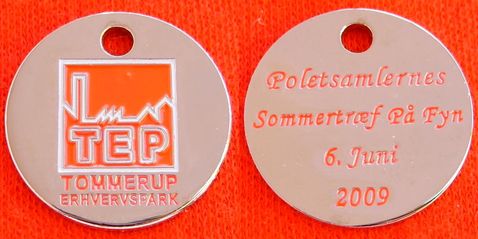 TEP
TOMMERUP
ERHVERVSPARK
Poletsamlernes
Sommertræf På Fyn
6. Juni
2009